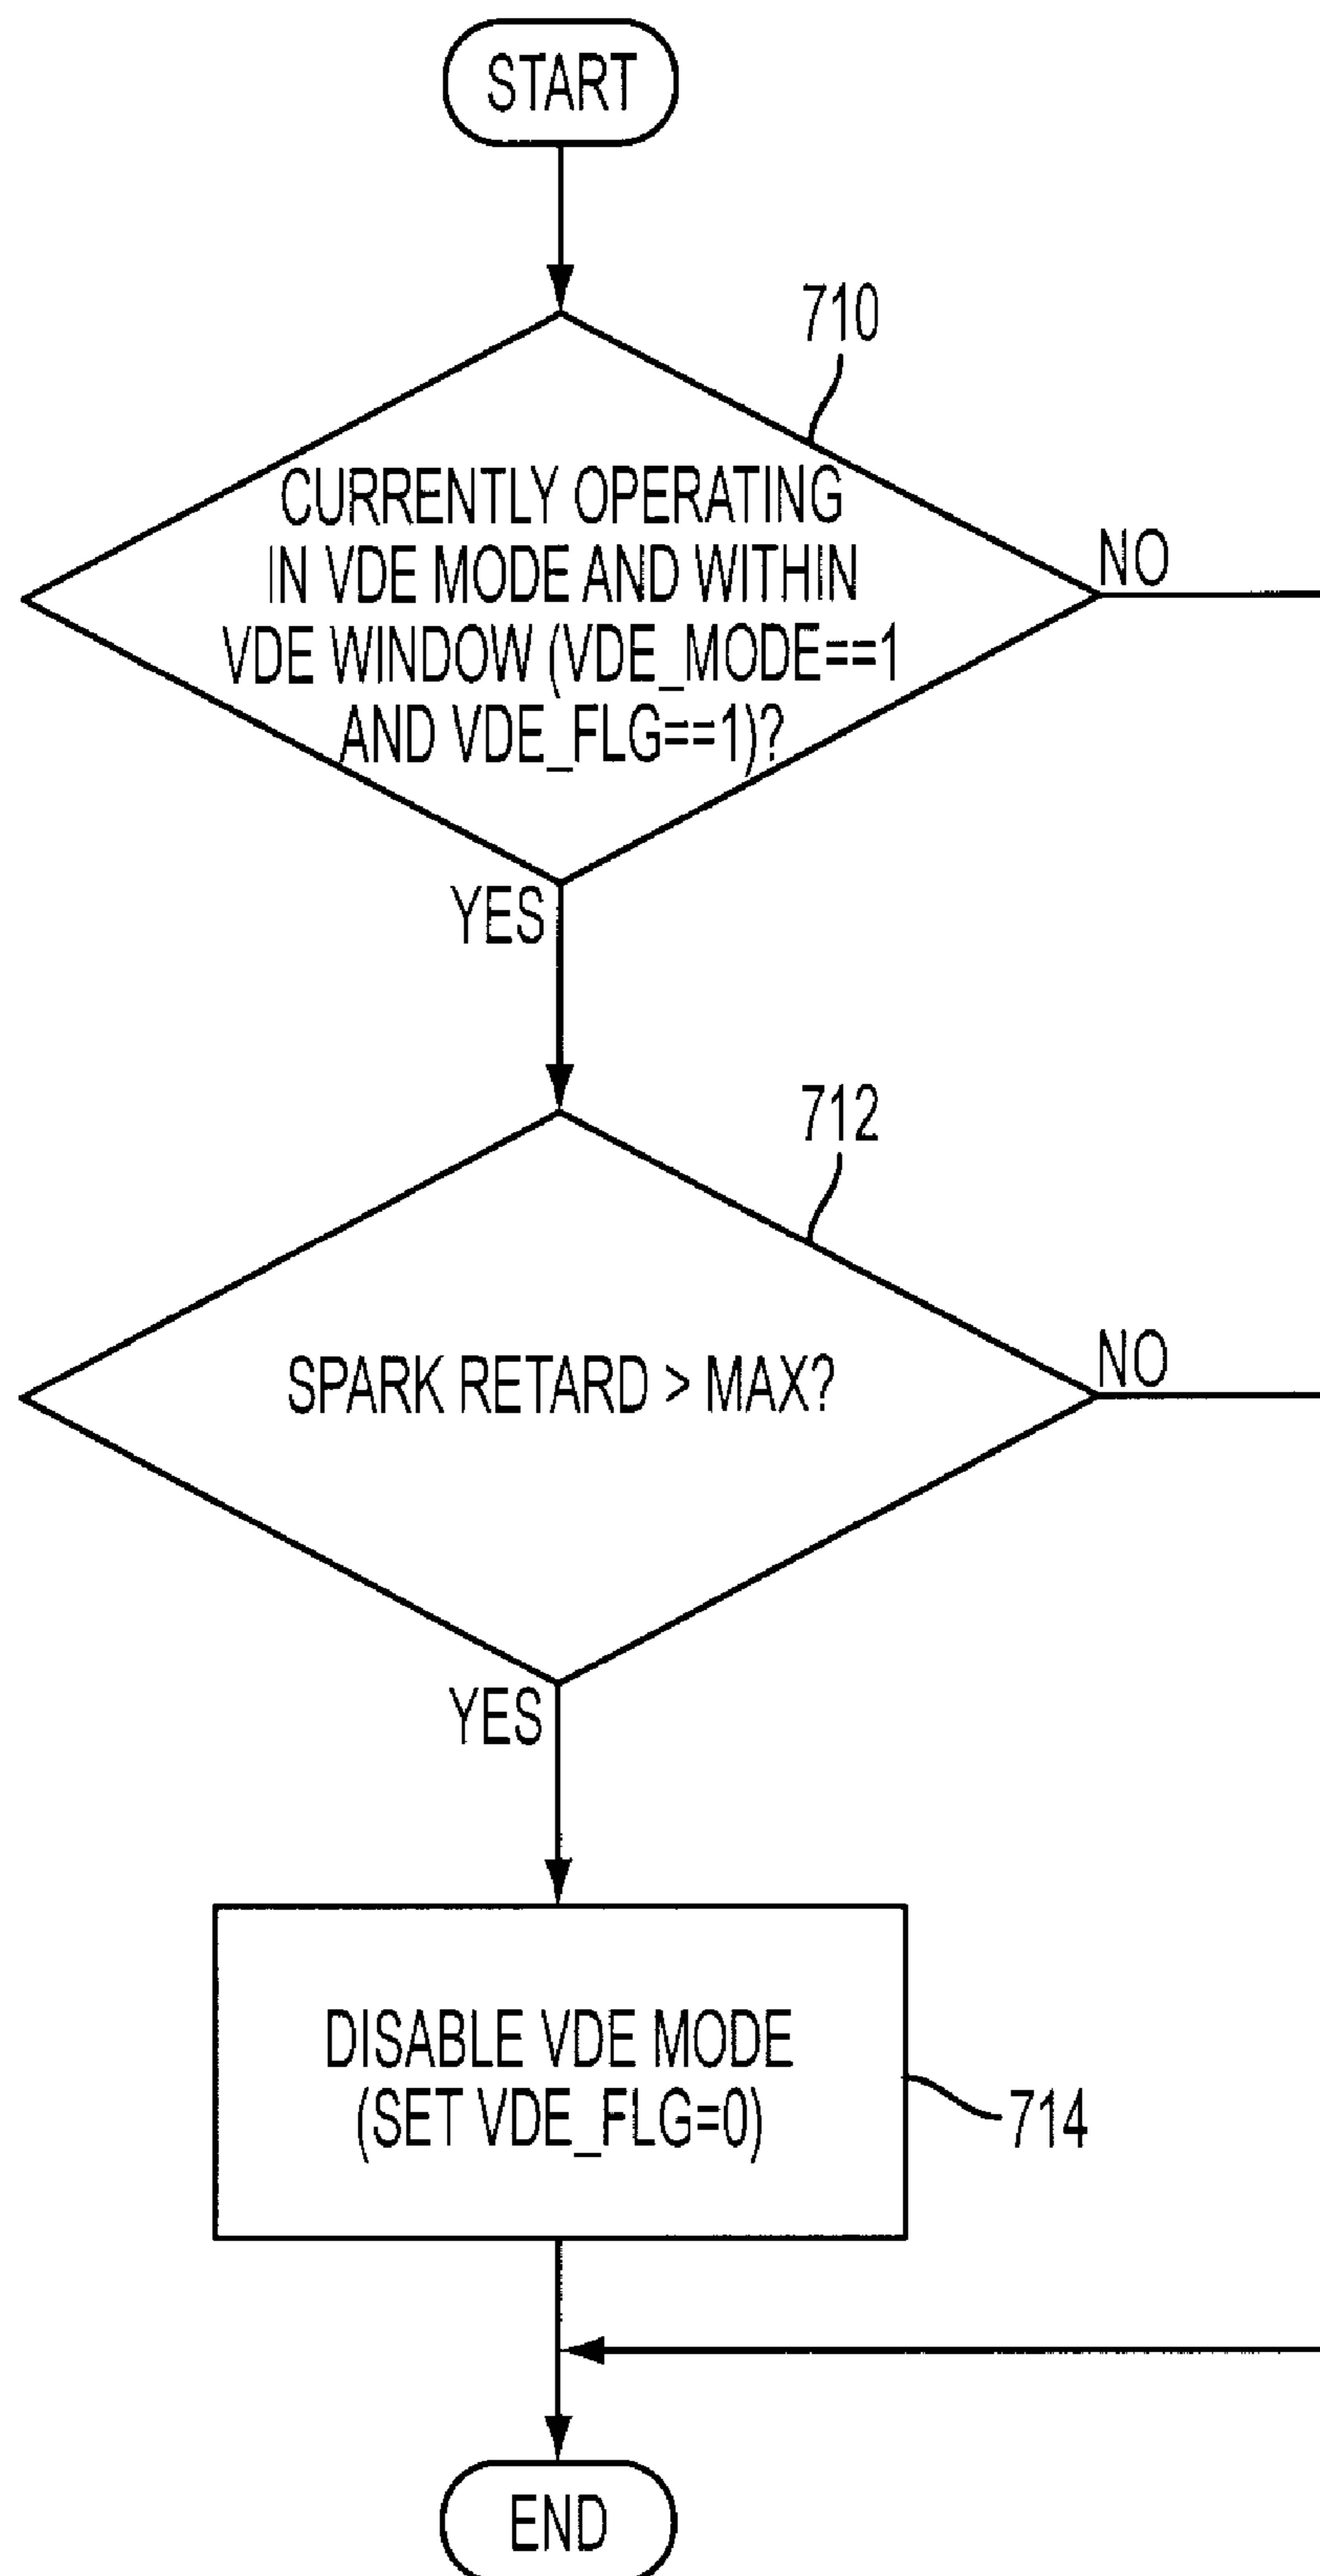 START
710
CURRENTLY OPERATING
IN VDE MODE AND WITHIN
VDE WINDOW (VDE_MODE==1
AND VDE_FLG==1)?
NO
YES
712
SPARK RETARD > MAX?
NO
YES
DISABLE VDE MODE
(SET VDE_FLG=0)
714
END